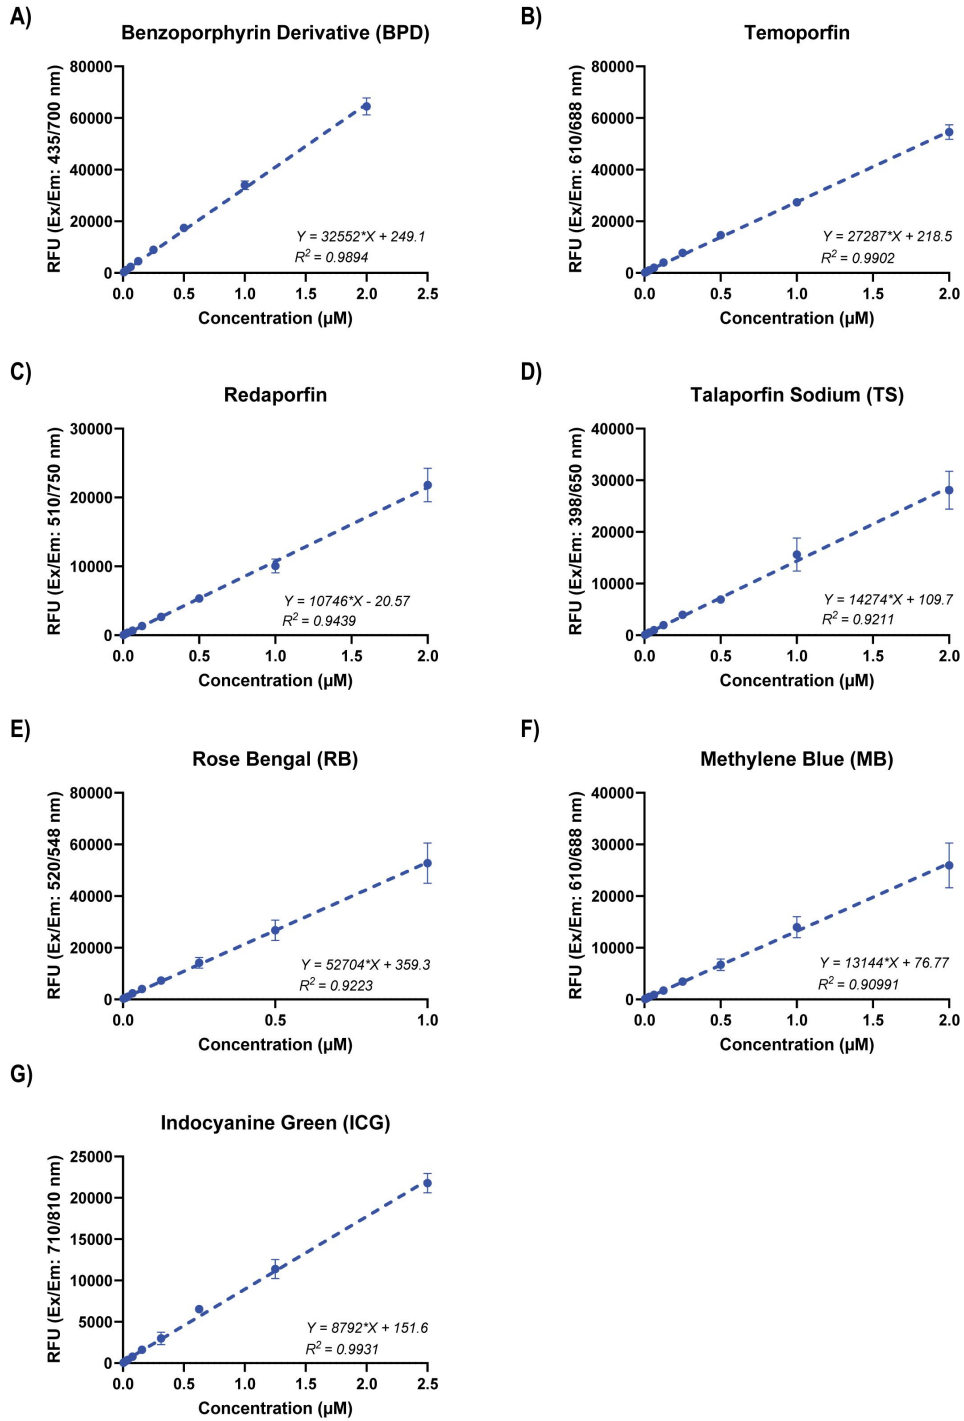 A)
Benzoporphyrin Derivative (BPD)
RFU (Ex/Em: 435/700 nm)
80000
60000
40000
20000
0
Y = 32552*X + 249.1
R² = 0.9894
0.0 0.5 1.0 1.5 2.0 2.5
Concentration (µM)
B)
Temoporfin
RFU (Ex/Em: 610/688 nm)
80000
60000
40000
20000
0
Y = 27287*X + 218.5
R² = 0.9902
0.0 0.5 1.0 1.5 2.0
Concentration (µM)
C)
Redaporfin
RFU (Ex/Em: 510/750 nm)
30000
20000
10000
0
Y = 10746*X - 20.57
R² = 0.9439
0.0 0.5 1.0 1.5 2.0
Concentration (µM)
D)
Talaporfin Sodium (TS)
RFU (Ex/Em: 398/650 nm)
40000
30000
20000
10000
0
Y = 14274*X + 109.7
R² = 0.9211
0.0 0.5 1.0 1.5 2.0
Concentration (µM)
E)
Rose Bengal (RB)
RFU (Ex/Em: 520/548 nm)
80000
60000
40000
20000
0
Y = 52704*X + 359.3
R² = 0.9223
0.0 0.5 1.0
Concentration (µM)
F)
Methylene Blue (MB)
RFU (Ex/Em: 610/688 nm)
40000
30000
20000
10000
0
Y = 13144*X + 76.77
R² = 0.90991
0.0 0.5 1.0 1.5 2.0
Concentration (µM)
G)
Indocyanine Green (ICG)
RFU (Ex/Em: 710/810 nm)
25000
20000
15000
10000
5000
0
Y = 8792*X + 151.6
R² = 0.9931
0.0 0.5 1.0 1.5 2.0 2.5
Concentration (µM)